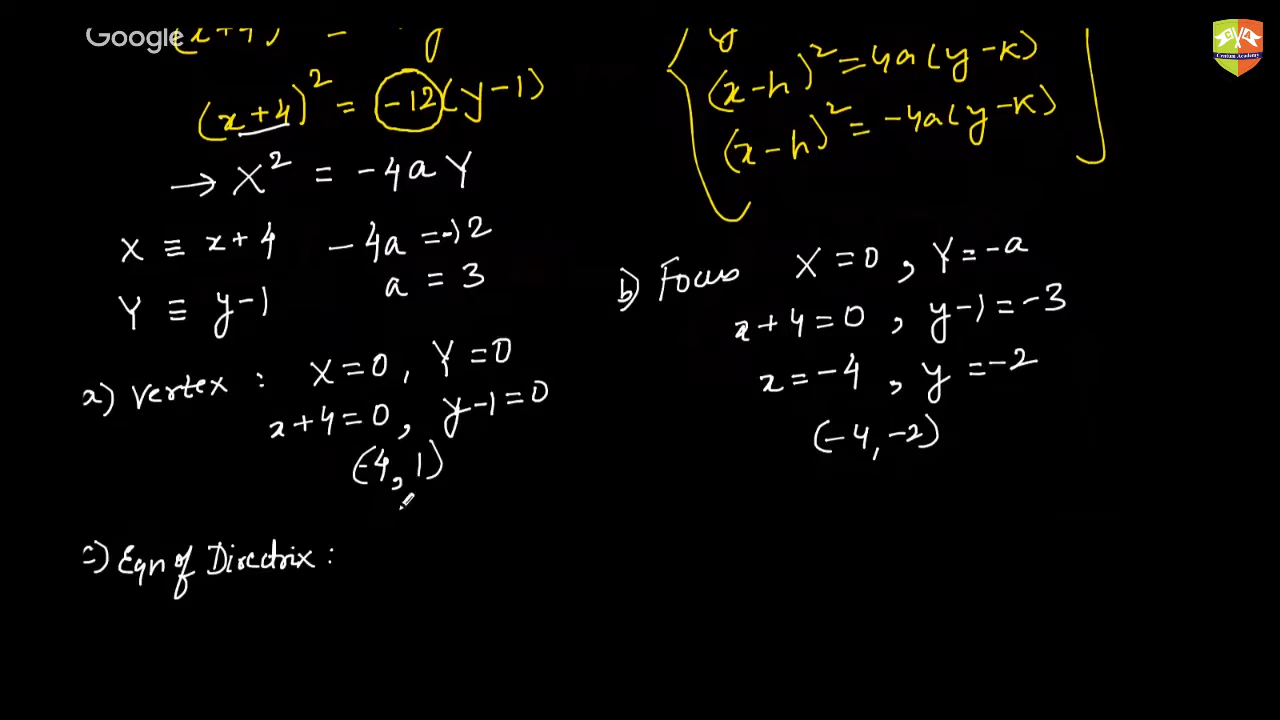 Google
(x+4)² = -12(y-1)
→ X² = -4aY
X ≡ x+4 -4a = -12
Y ≡ y-1 a = 3
a) Vertex : X=0, Y=0
x+4=0, y-1=0
(-4, 1)
c) Eqn of Directrix :
y
(x-h)² = 4a(y-k)
(x-h)² = -4a(y-k)
b) Focus X=0, Y=-a
x+4=0, y-1=-3
x=-4, y=-2
(-4,-2)
Centum Academy